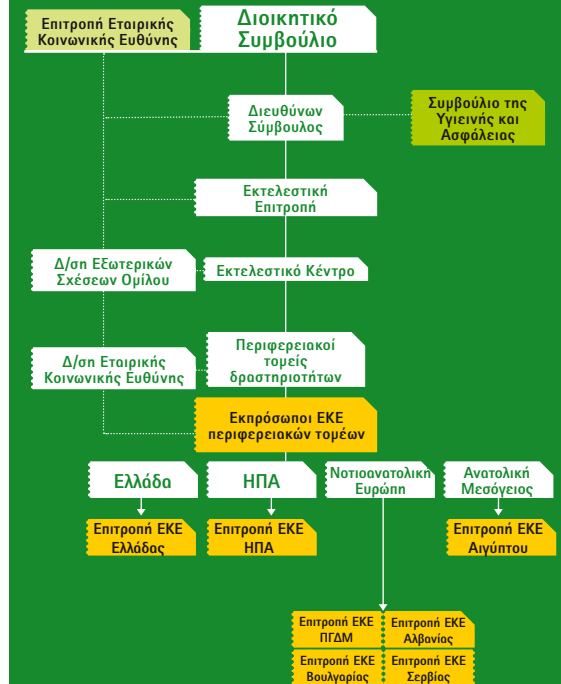 Επιτροπή Εταιρικής
Κοινωνικής Ευθύνης
Διοικητικό
Συμβούλιο
Διευθύνων
Σύμβουλος
Συμβούλιο της
Υγιεινής και
Ασφάλειας
Εκτελεστική
Επιτροπή
Δ/ση Εξωτερικών
Σχέσεων Ομίλου
Εκτελεστικό Κέντρο
Περιφερειακοί
τομείς
δραστηριοτήτων
Δ/ση Εταιρικής
Κοινωνικής Ευθύνης
Εκπρόσωποι ΕΚΕ
περιφερειακών τομέων
Ελλάδα
ΗΠΑ
Νοτιοανατολική
Ευρώπη
Ανατολική
Μεσόγειος
Επιτροπή ΕΚΕ
Ελλάδας
Επιτροπή ΕΚΕ
ΗΠΑ
Επιτροπή ΕΚΕ
Αιγύπτου
Επιτροπή ΕΚΕ
ΠΓΔΜ
Επιτροπή ΕΚΕ
Αλβανίας
Επιτροπή ΕΚΕ
Βουλγαρίας
Επιτροπή ΕΚΕ
Σερβίας